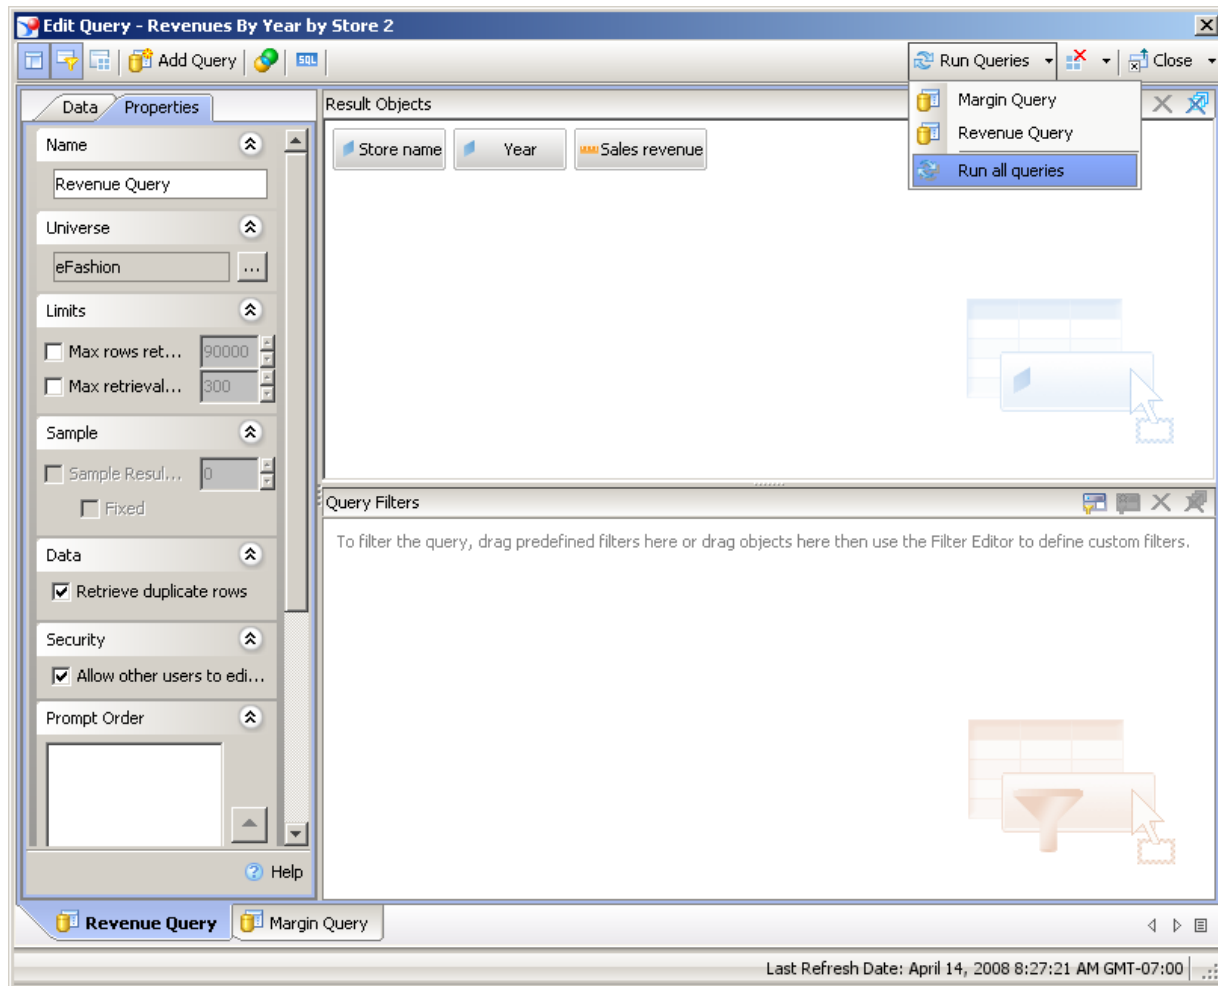 Edit Query - Revenues By Year by Store 2
Add Query
SQL
Run Queries
Close
Margin Query
Revenue Query
Run all queries
Data
Properties
Name
Revenue Query
Universe
eFashion
...
Limits
Max rows ret...
90000
Max retrieval...
300
Sample
Sample Resul...
0
Fixed
Data
Retrieve duplicate rows
Security
Allow other users to edi...
Prompt Order
Help
Result Objects
Store name
Year
Sales revenue
Query Filters
To filter the query, drag predefined filters here or drag objects here then use the Filter Editor to define custom filters.
Revenue Query
Margin Query
Last Refresh Date: April 14, 2008 8:27:21 AM GMT-07:00